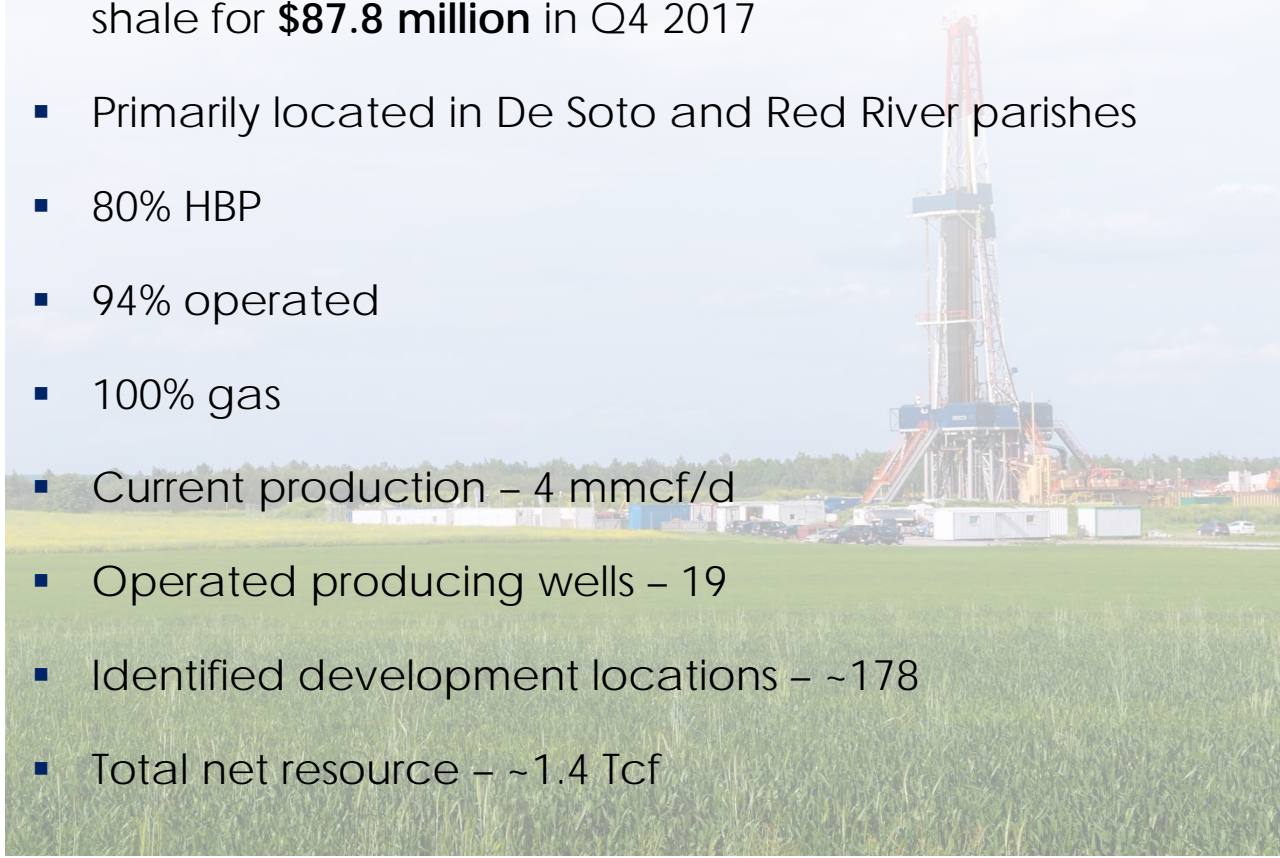 shale for $87.8 million in Q4 2017
▪ Primarily located in De Soto and Red River parishes
▪ 80% HBP
▪ 94% operated
▪ 100% gas
▪ Current production – 4 mmcf/d
▪ Operated producing wells – 19
▪ Identified development locations – ~178
▪ Total net resource – ~1.4 Tcf